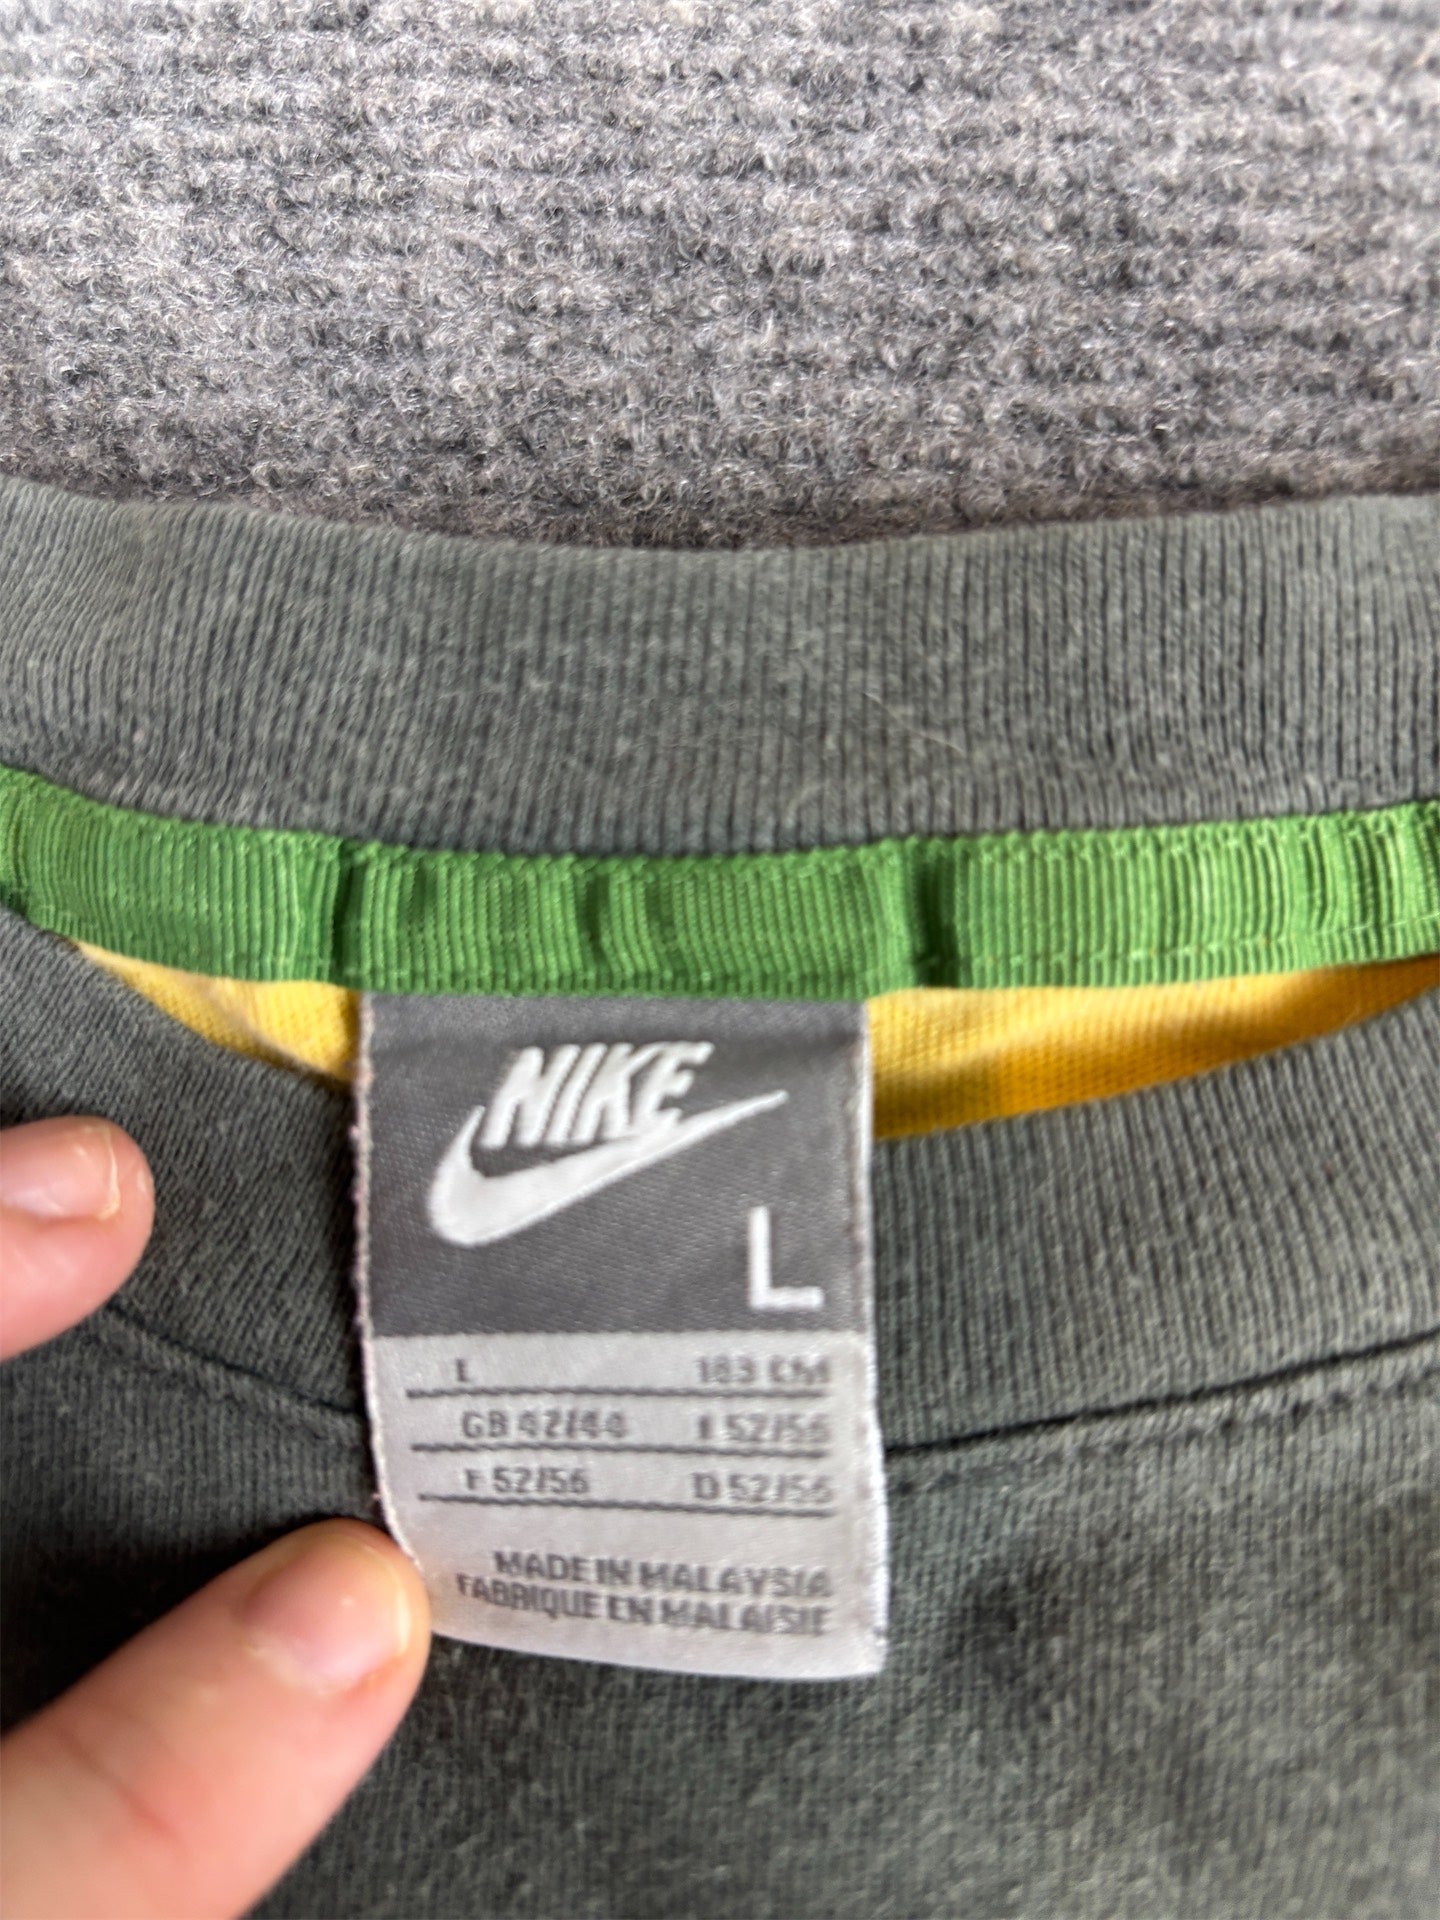 NIKE
L
L 183 CM
GB 42/44 I 52/56
F 52/56 D 52/56
MADE IN MALAYSIA
FABRIQUE EN MALAISIE